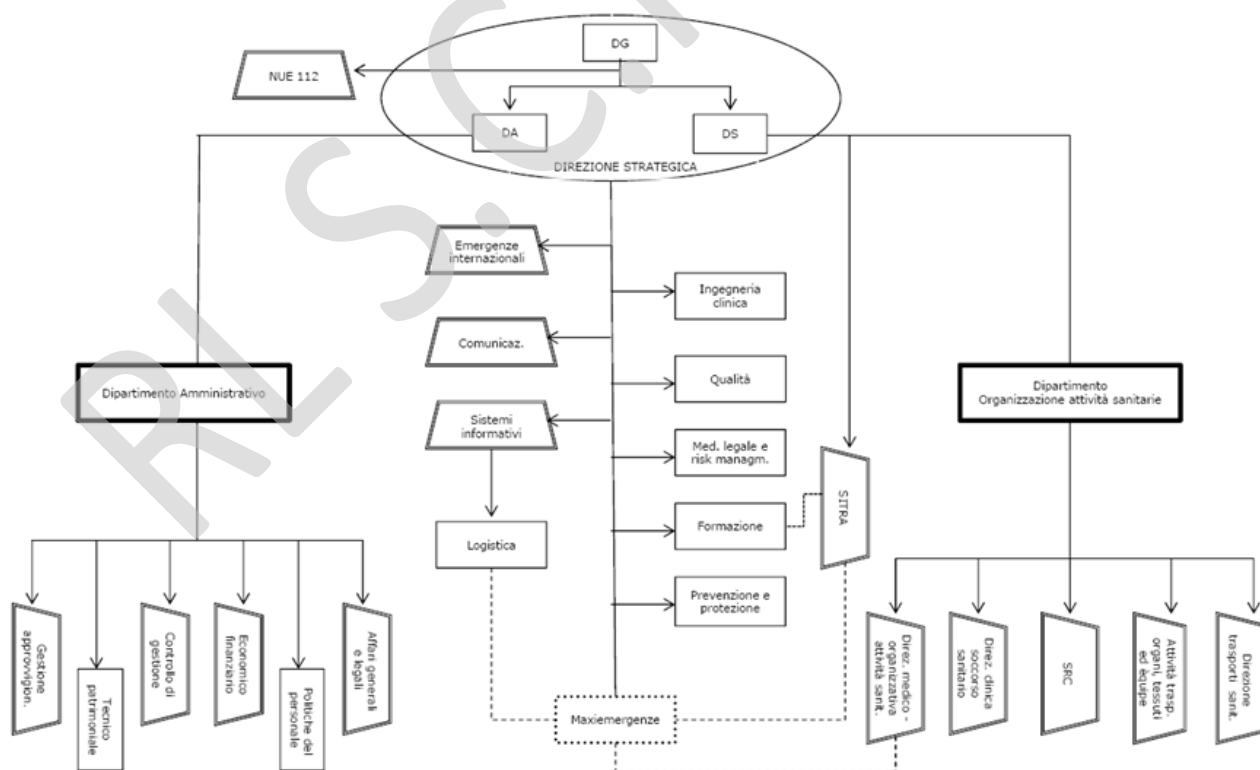 DG
NUE 112
DA
DS
DIREZIONE STRATEGICA
Emergenze
internazionali
Ingegneria
clinica
Comunicaz.
Dipartimento Amministrativo
Qualità
Dipartimento
Organizzazione attività sanitarie
Sistemi
informativi
Med. legale e
risk managm.
SITRA
Formazione
Logistica
Prevenzione e
protezione
Gestione
approvvigion.
Tecnico
patrimoniale
Controllo di
gestione
Economico
finanziario
Politiche del
personale
Affari generali
e legali
Maxiemergenze
Direz. medico -
organizzativa
attività sanit.
Direz. clinica
soccorso
sanitario
SRC
Attività trasp.
organi, tessuti
ed èquipe
Direzione
trasporti sanit.
RL S.C.